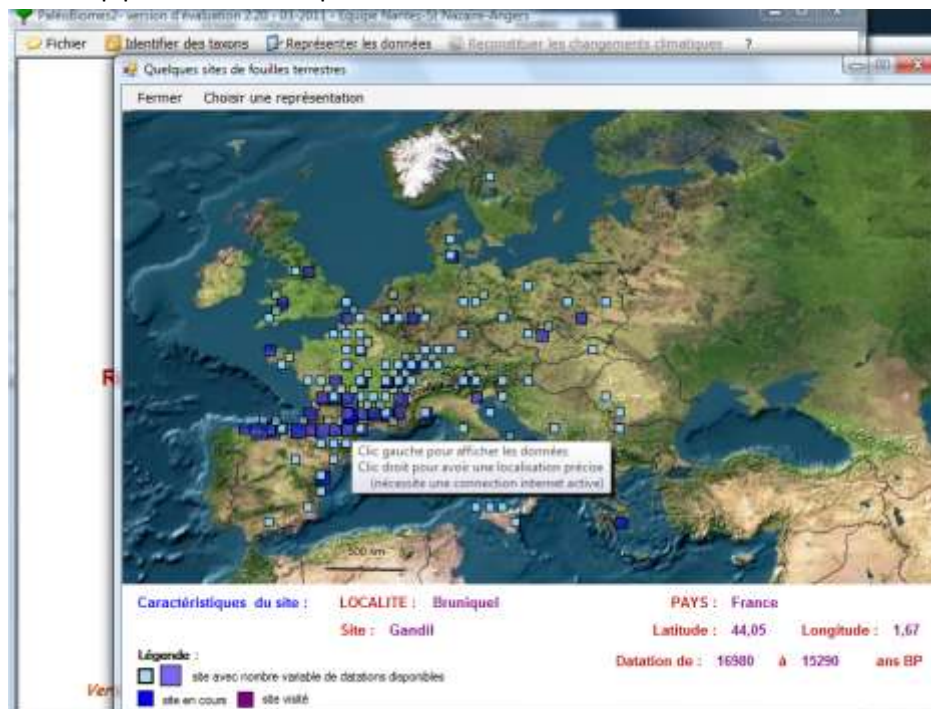 PaléoBiomes2- version d'évaluation 2.20 - 03-2011 - Equipe Nantes-St Nazaire-Angers
Fichier Identifier des taxons Représenter les données Reconstituer les changements climatiques ?
Quelques sites de fouilles terrestres
Fermer Choisir une représentation
Clic gauche pour afficher les données
Clic droit pour avoir une localisation précise
(nécessite une connection internet active)
500 km
Caractéristiques du site : LOCALITE : Bruniquel PAYS : France
Site : Gandil Latitude : 44,05 Longitude : 1,67
Légende :
Datation de : 16980 à 15290 ans BP
site avec nombre variable de datations disponibles
site en cours site visité